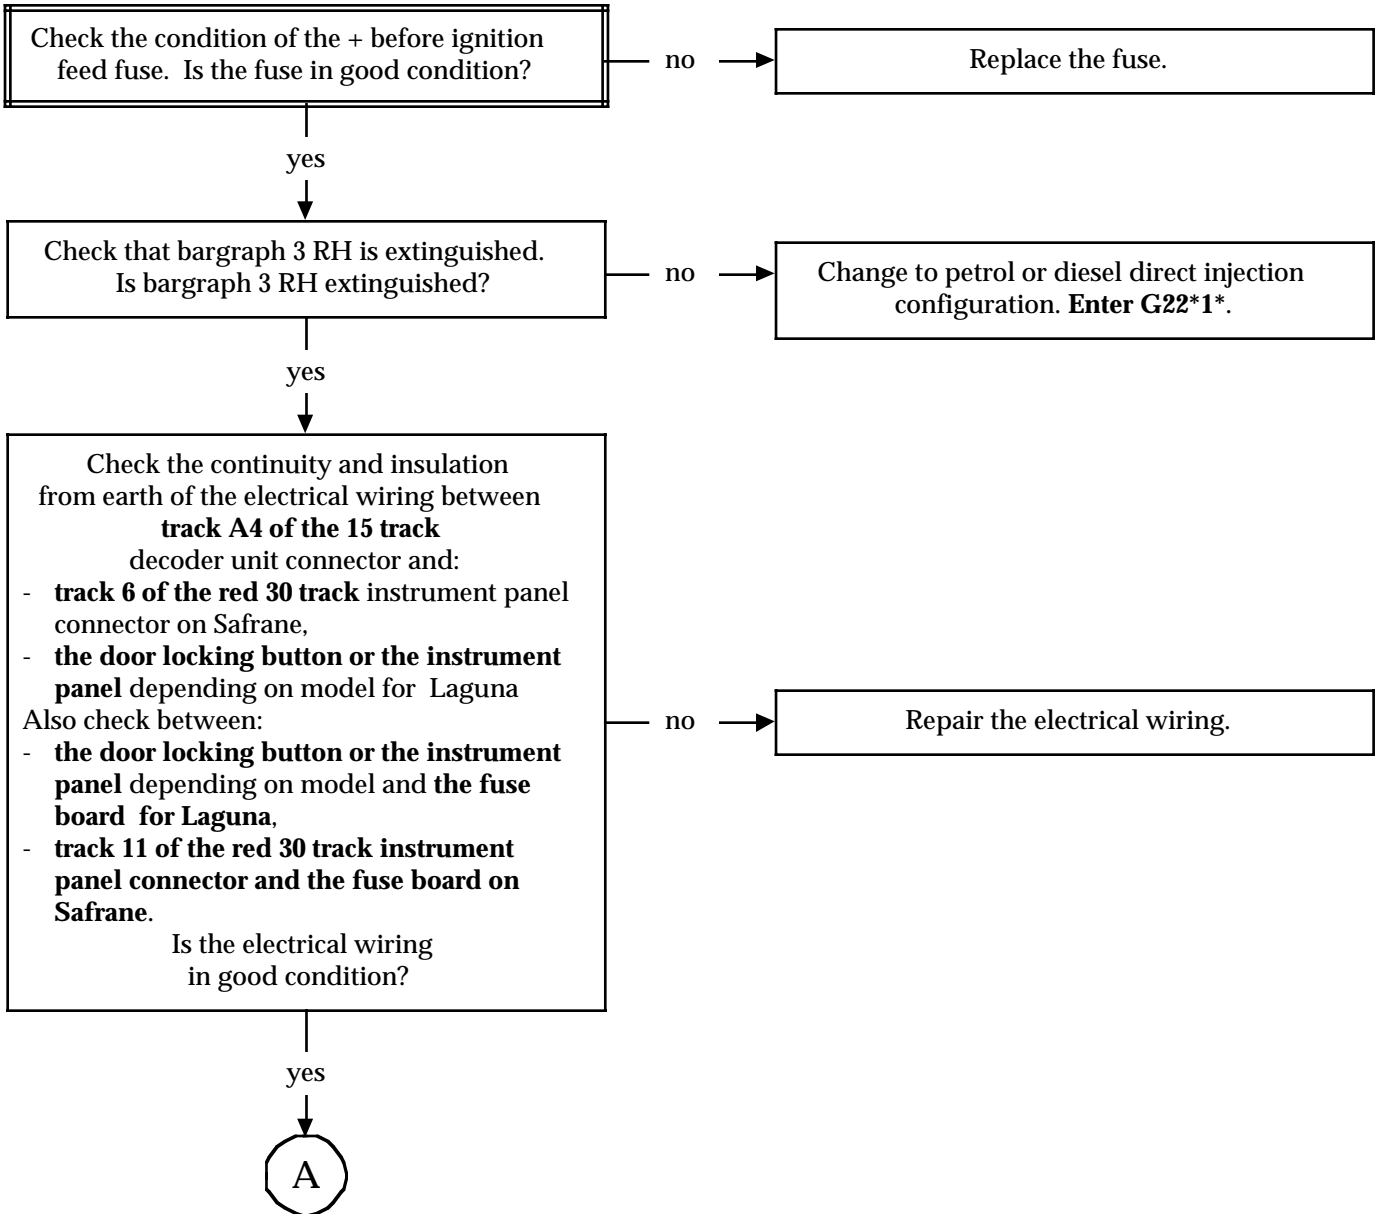 Check the condition of the + before ignition
feed fuse. Is the fuse in good condition?
no
Replace the fuse.
yes
Check that bargraph 3 RH is extinguished.
Is bargraph 3 RH extinguished?
no
Change to petrol or diesel direct injection
configuration. Enter G22*1*.
yes
Check the continuity and insulation
from earth of the electrical wiring between
track A4 of the 15 track
decoder unit connector and:
- track 6 of the red 30 track instrument panel
connector on Safrane,
- the door locking button or the instrument
panel depending on model for Laguna
Also check between:
- the door locking button or the instrument
panel depending on model and the fuse
board for Laguna,
- track 11 of the red 30 track instrument
panel connector and the fuse board on
Safrane.
Is the electrical wiring
in good condition?
no
Repair the electrical wiring.
yes
A